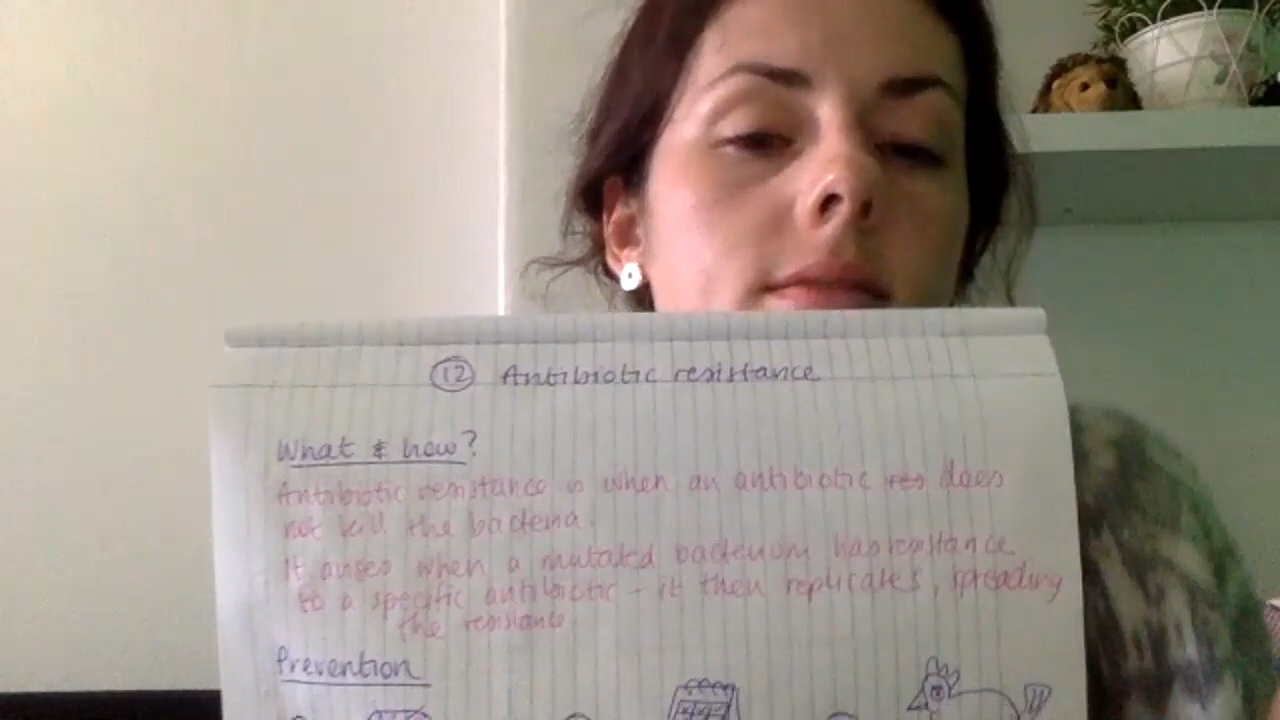 12 Antibiotic resistance
What & how?
Antibiotic resistance is when an antibiotic res does
not kill the bacteria.
It arises when a mutated bacterium has resistance
to a specific antibiotic - it then replicates, spreading
the resistance.
Prevention